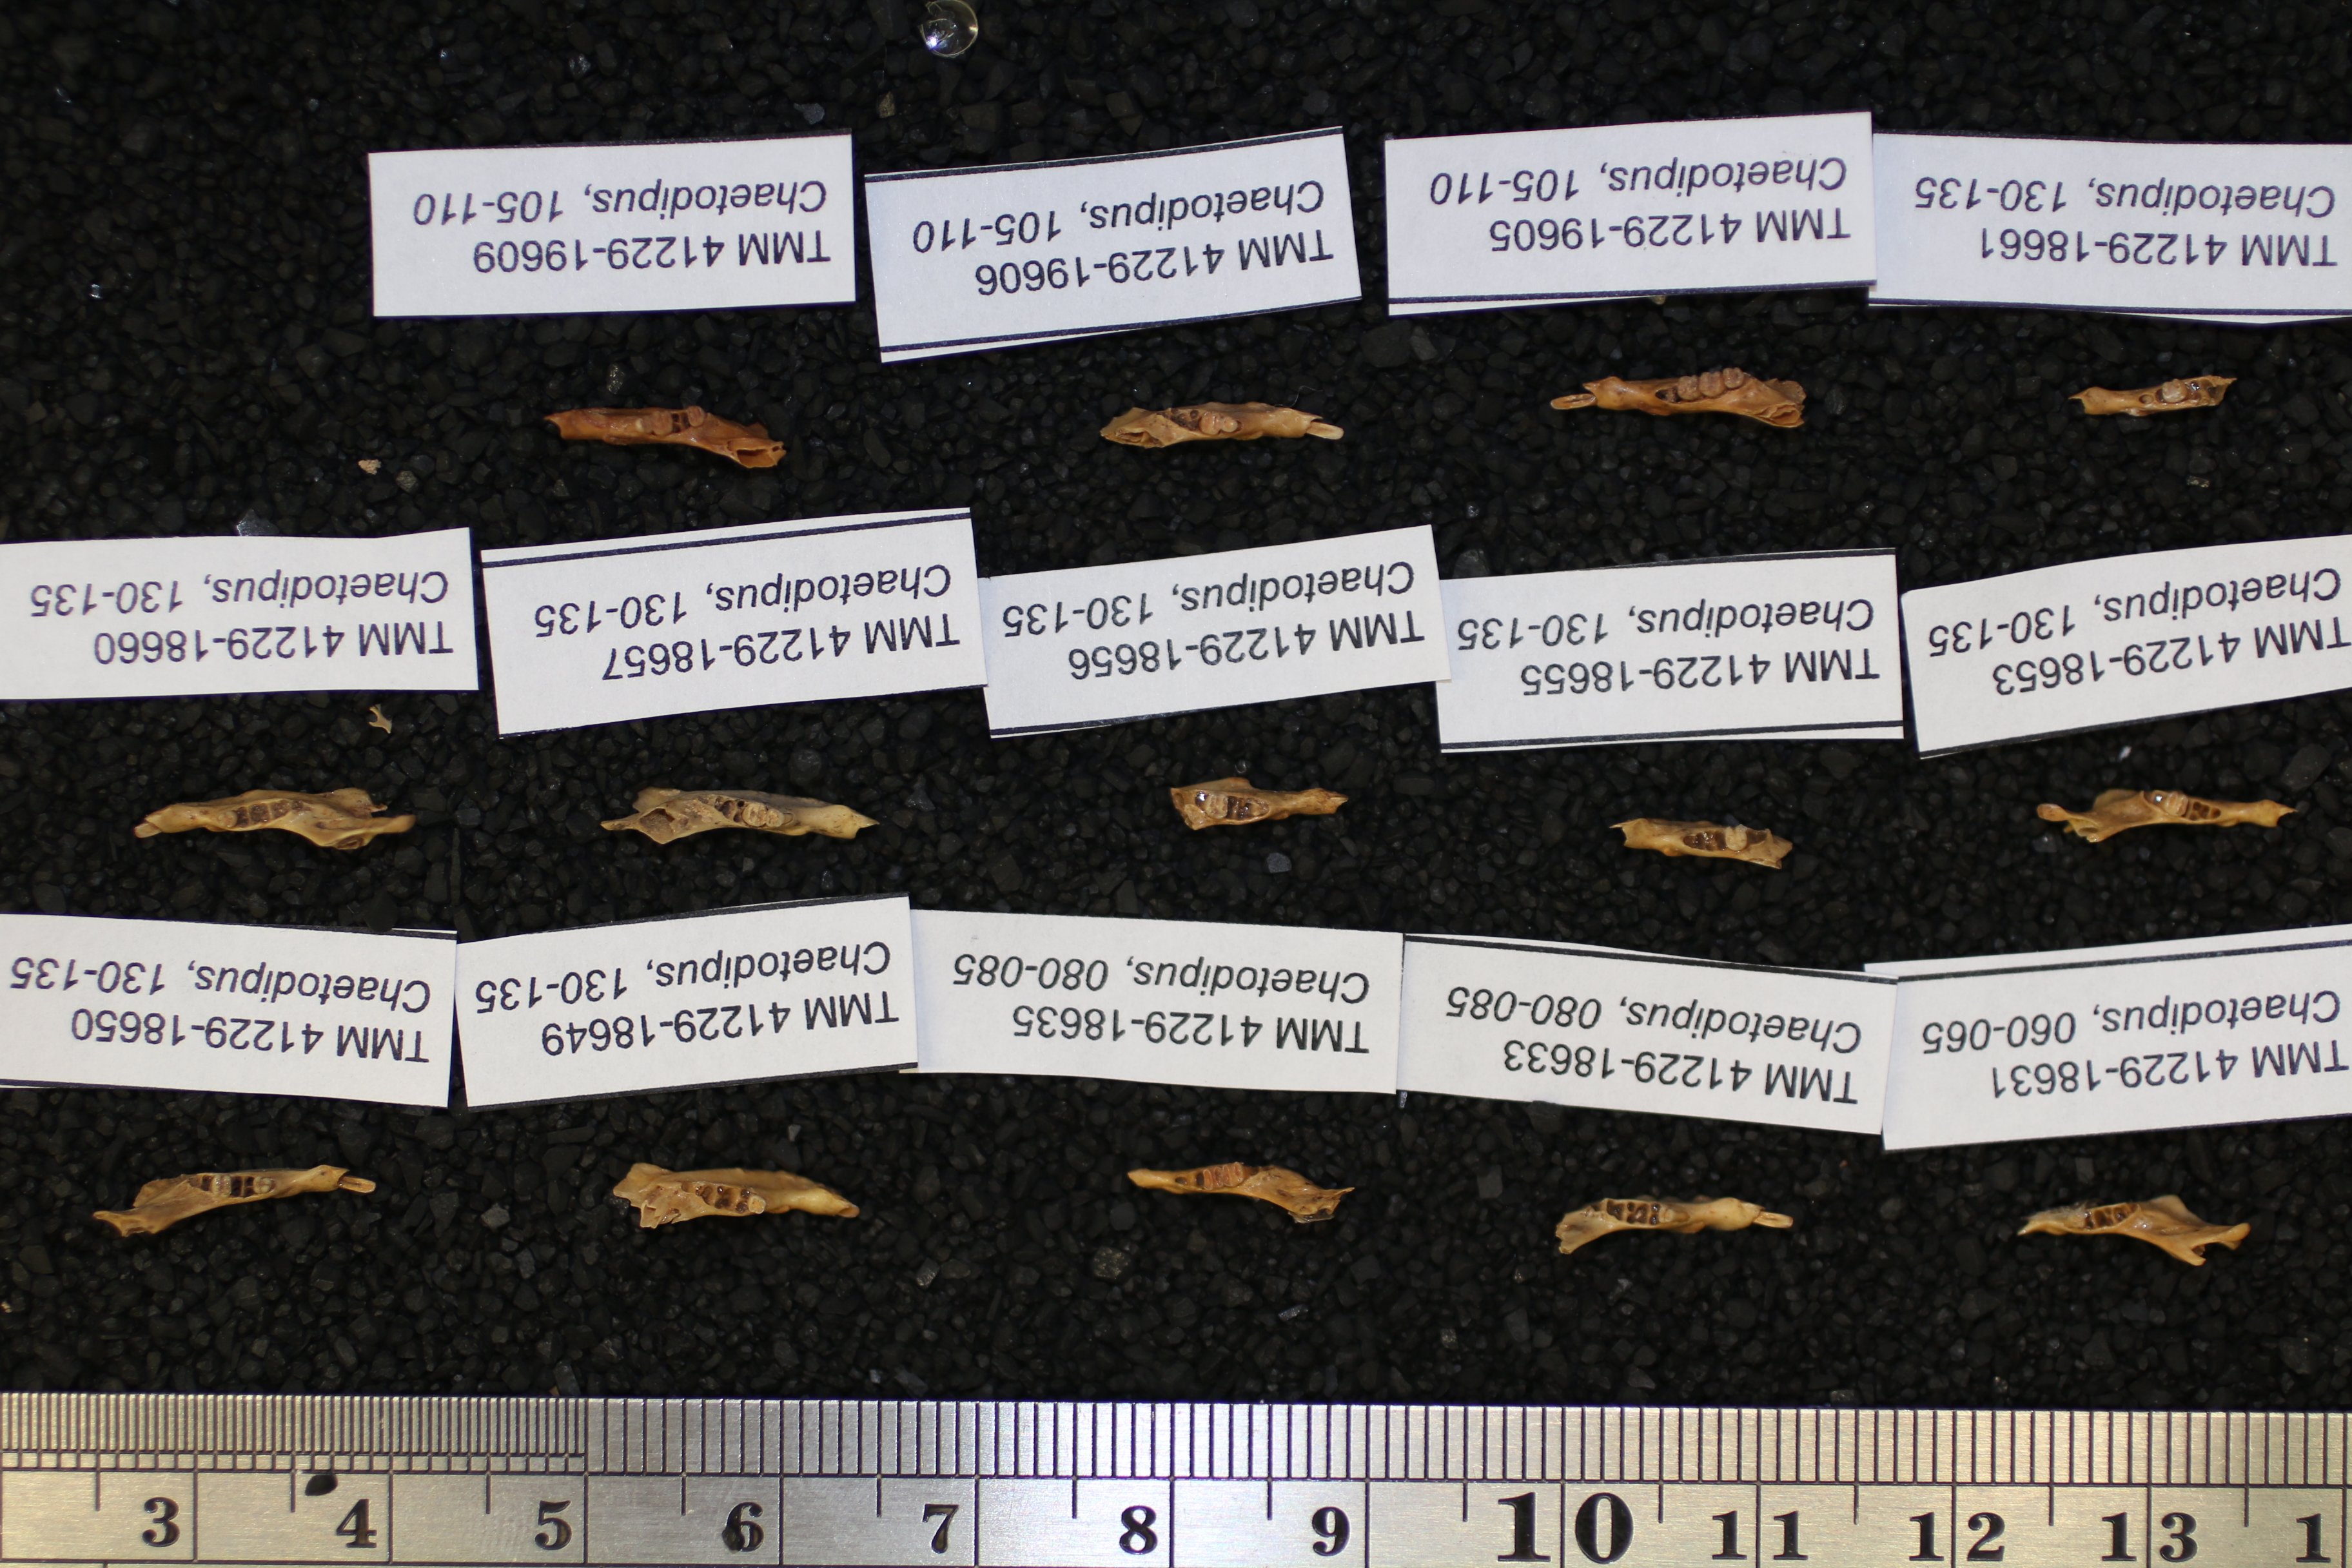 TMM 41229-18631
Chaetodipus, 060-065
TMM 41229-18633
Chaetodipus, 080-085
TMM 41229-18635
Chaetodipus, 080-085
TMM 41229-18649
Chaetodipus, 130-135
TMM 41229-18650
Chaetodipus, 130-135
TMM 41229-18653
Chaetodipus, 130-135
TMM 41229-18655
Chaetodipus, 130-135
TMM 41229-18656
Chaetodipus, 130-135
TMM 41229-18657
Chaetodipus, 130-135
TMM 41229-18660
Chaetodipus, 130-135
TMM 41229-18661
Chaetodipus, 130-135
TMM 41229-19605
Chaetodipus, 105-110
TMM 41229-19606
Chaetodipus, 105-110
TMM 41229-19609
Chaetodipus, 105-110
3 4 5 6 7 8 9 10 11 12 13